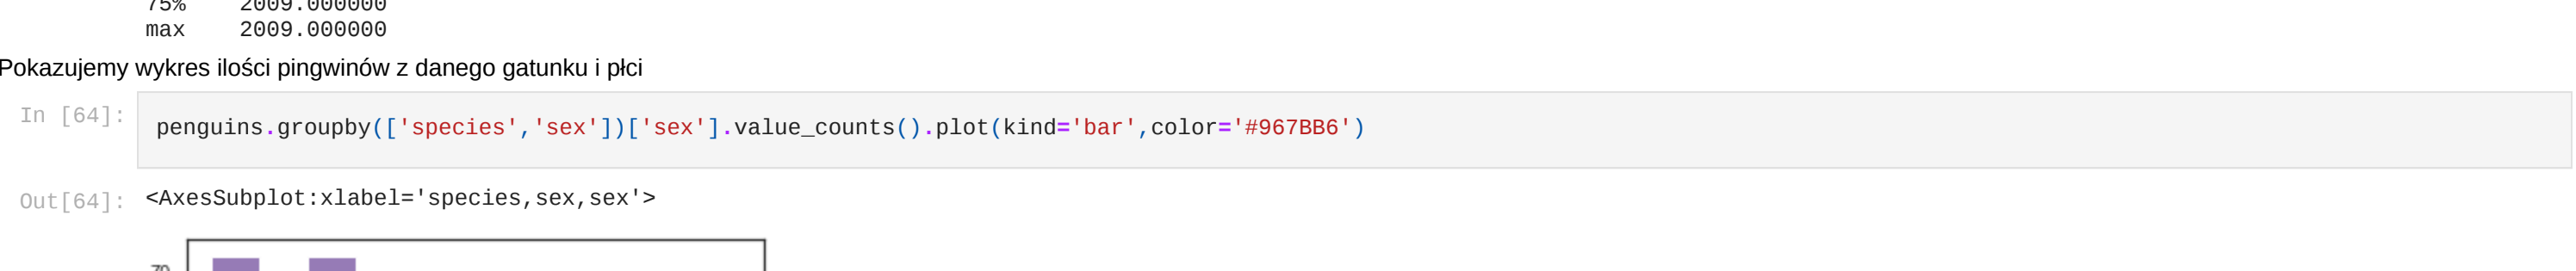 75% 2009.000000
max 2009.000000
Pokazujemy wykres ilości pingwinów z danego gatunku i płci
In [64]: penguins.groupby(['species','sex'])['sex'].value_counts().plot(kind='bar',color='#967BB6')
Out[64]: <AxesSubplot:xlabel='species,sex,sex'>
70